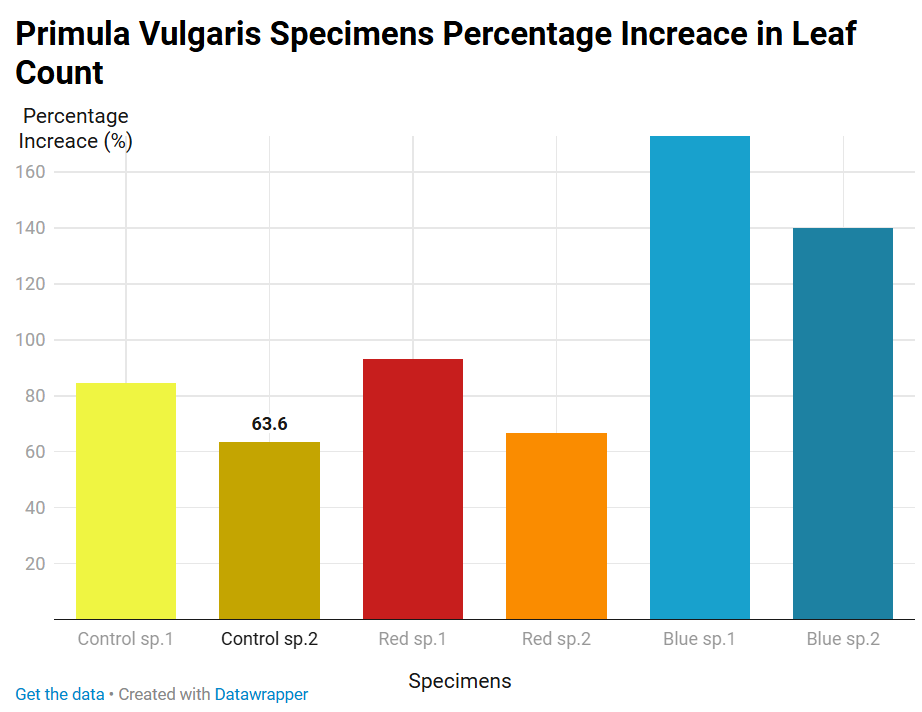 Primula Vulgaris Specimens Percentage Increace in Leaf
Count
Percentage
Increace (%)
160
140
120
100
80
60
40
20
63.6
Control sp.1
Control sp.2
Red sp.1
Red sp.2
Blue sp.1
Blue sp.2
Specimens
Get the data • Created with Datawrapper